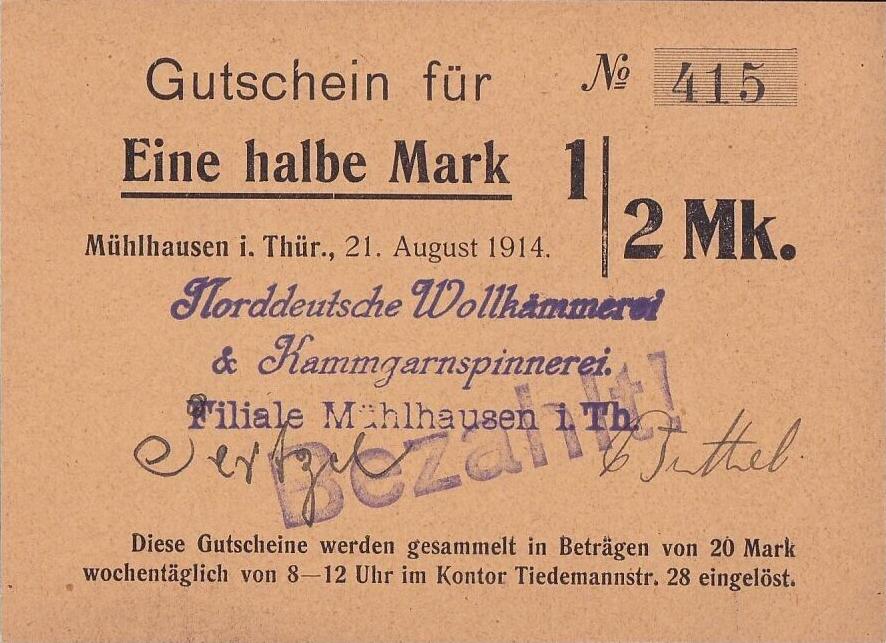 Gutschein für
№ 415
Eine halbe Mark
1/2 Mk.
Mühlhausen i. Thür., 21. August 1914.
Norddeutsche Wollkämmerei
& Kammgarnspinnerei.
Filiale Mühlhausen i. Th.
Bezahlt!
Diese Gutscheine werden gesammelt in Beträgen von 20 Mark
wochentäglich von 8—12 Uhr im Kontor Tiedemannstr. 28 eingelöst.